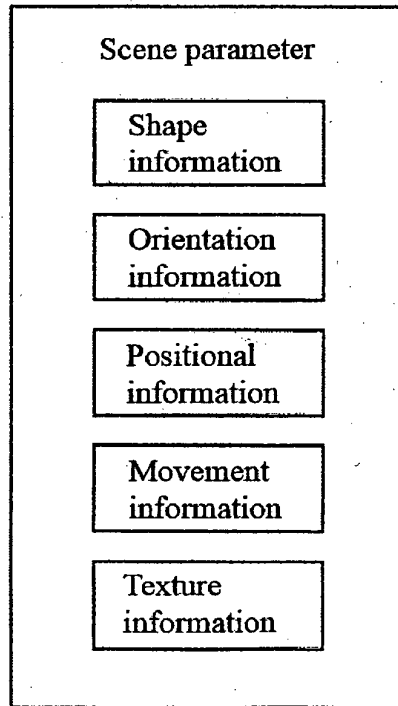 Scene parameter
Shape
information
Orientation
information
Positional
information
Movement
information
Texture
information